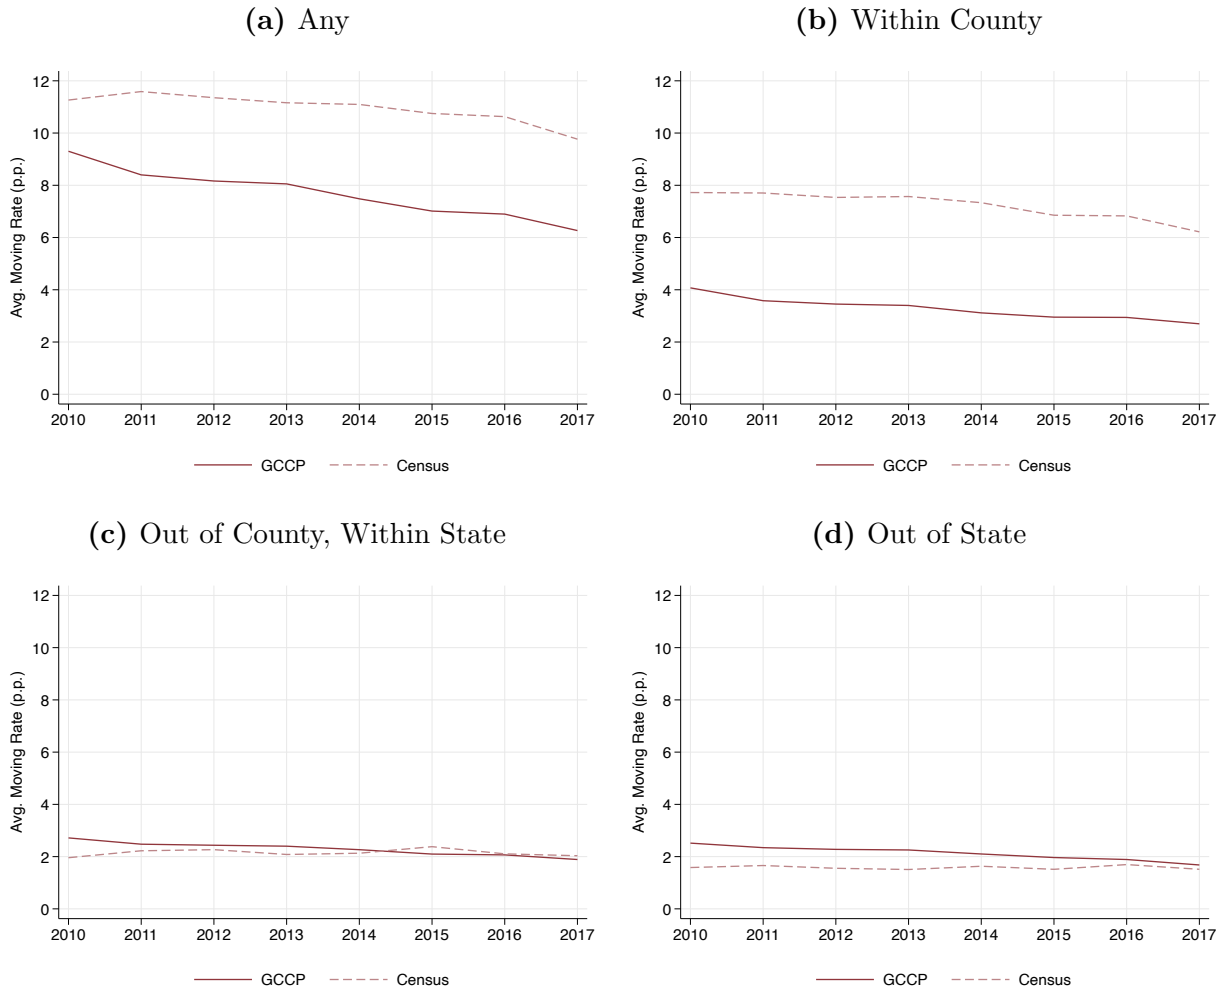 (a) Any
Avg. Moving Rate (p.p.)
12
10
8
6
4
2
0
2010 2011 2012 2013 2014 2015 2016 2017
GCCP Census
(b) Within County
Avg. Moving Rate (p.p.)
12
10
8
6
4
2
0
2010 2011 2012 2013 2014 2015 2016 2017
GCCP Census
(c) Out of County, Within State
Avg. Moving Rate (p.p.)
12
10
8
6
4
2
0
2010 2011 2012 2013 2014 2015 2016 2017
GCCP Census
(d) Out of State
Avg. Moving Rate (p.p.)
12
10
8
6
4
2
0
2010 2011 2012 2013 2014 2015 2016 2017
GCCP Census